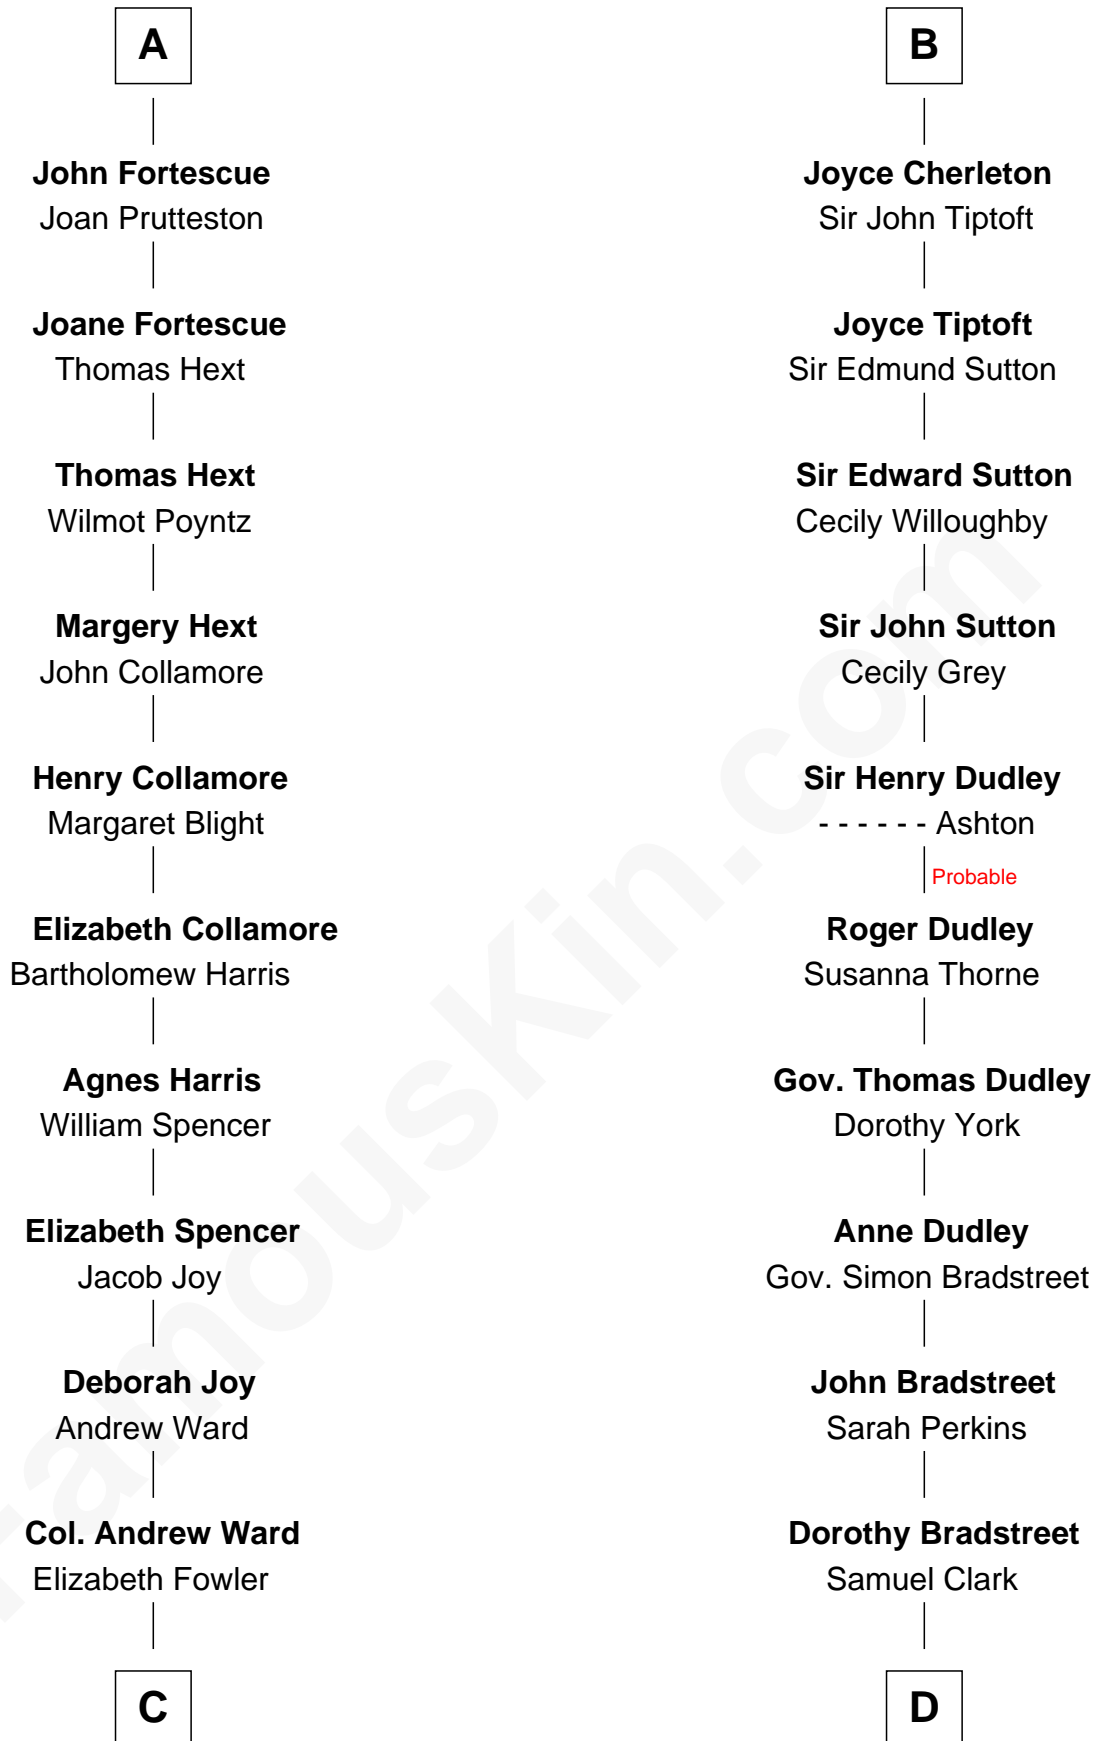 A
John Fortescue
Joan Prutteston
Joane Fortescue
Thomas Hext
Thomas Hext
Wilmot Poyntz
Margery Hext
John Collamore
Henry Collamore
Margaret Blight
Elizabeth Collamore
Bartholomew Harris
Agnes Harris
William Spencer
Elizabeth Spencer
Jacob Joy
Deborah Joy
Andrew Ward
Col. Andrew Ward
Elizabeth Fowler
C
B
Joyce Cherleton
Sir John Tiptoft
Joyce Tiptoft
Sir Edmund Sutton
Sir Edward Sutton
Cecily Willoughby
Sir John Sutton
Cecily Grey
Sir Henry Dudley
- - - - - - Ashton
Probable
Roger Dudley
Susanna Thorne
Gov. Thomas Dudley
Dorothy York
Anne Dudley
Gov. Simon Bradstreet
John Bradstreet
Sarah Perkins
Dorothy Bradstreet
Samuel Clark
D
FamousKin.com